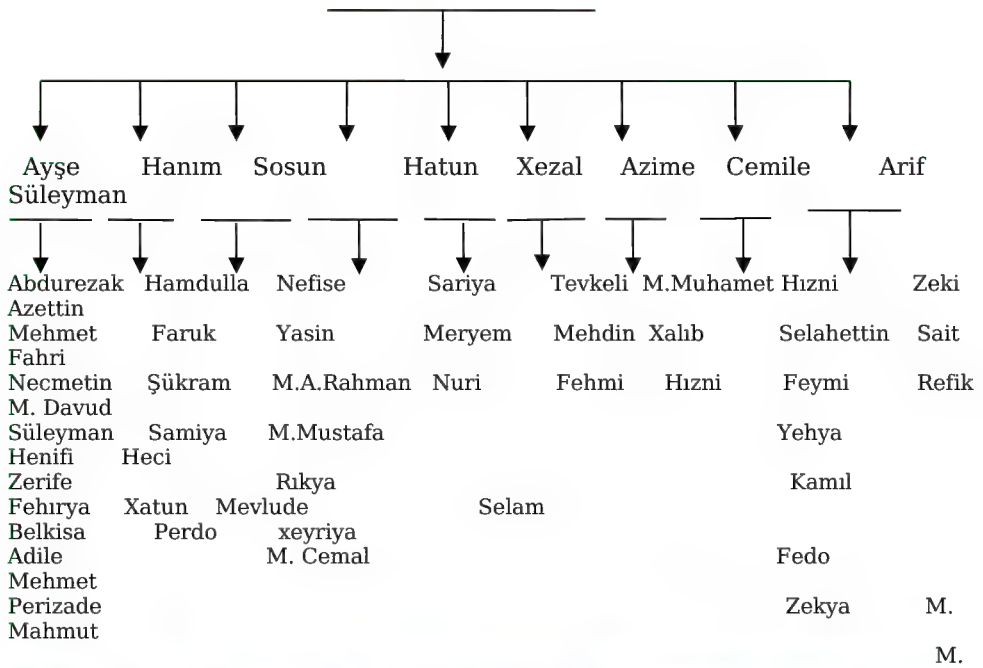 Ayşe Hanım Sosun Hatun Xezal Azime Cemile Arif
Süleyman
Abdurezak Hamdulla Nefise Sariya Tevkeli M.Muhamet Hızni Zeki
Azettin
Mehmet Faruk Yasin Meryem Mehdin Xalıb Selahettin Sait
Fahri
Necmetin Şükram M.A.Rahman Nuri Fehmi Hızni Feymi Refik
M. Davud
Süleyman Samiya M.Mustafa Yehya
Henifi Heci
Zerife Rıkya Kamıl
Fehırya Xatun Mevlude Selam
Belkisa Perdo xeyriya
Adile M. Cemal Fedo
Mehmet
Perizade Zekya M.
Mahmut
M.